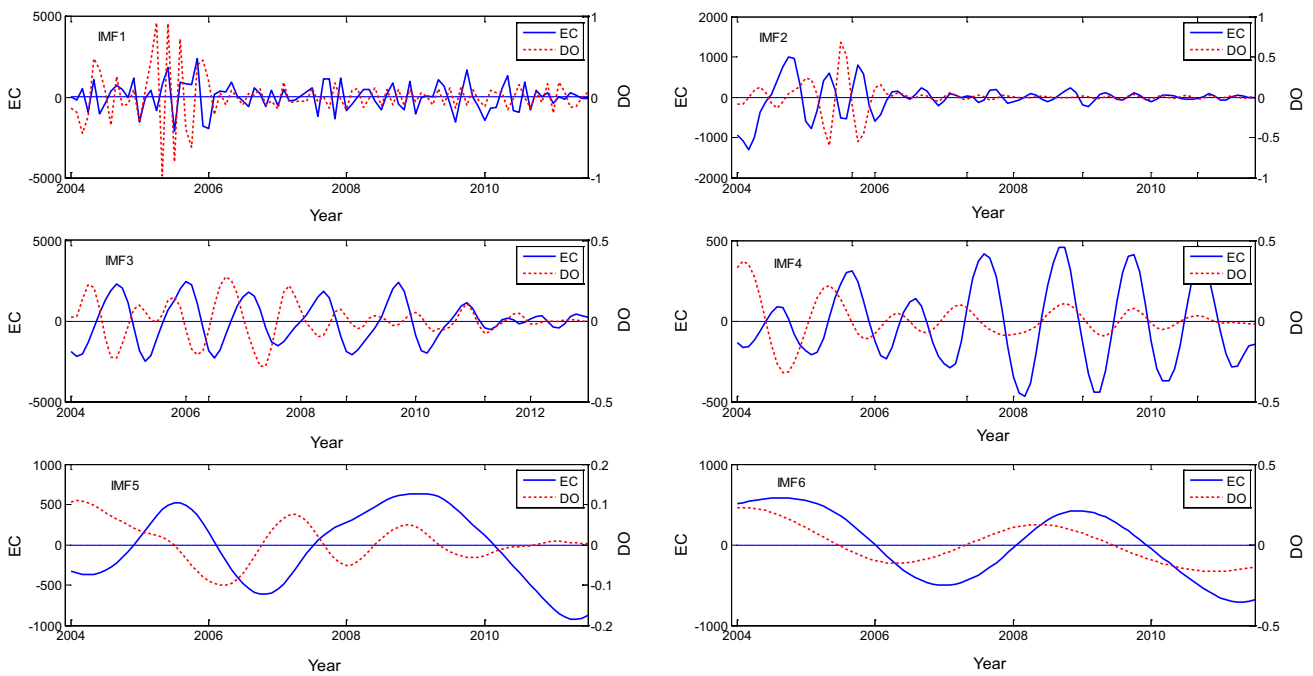 5000
IMF1
EC
DO
1
EC
0
0
DO
-5000
-1
2004
2006
2008
2010
Year
2000
IMF2
EC
DO
1
1000
0.5
EC
0
0
DO
-1000
-0.5
-2000
-1
2004
2006
2008
2010
Year
5000
IMF3
EC
DO
0.5
EC
0
0
DO
-5000
-0.5
2004
2006
2008
2010
2012
Year
500
IMF4
EC
DO
0.5
EC
0
0
DO
-500
-0.5
2004
2006
2008
2010
Year
1000
IMF5
EC
DO
0.2
500
0.1
EC
0
0
DO
-500
-0.1
-1000
-0.2
2004
2006
2008
2010
Year
1000
IMF6
EC
DO
0.5
EC
0
0
DO
-1000
-0.5
2004
2006
2008
2010
Year